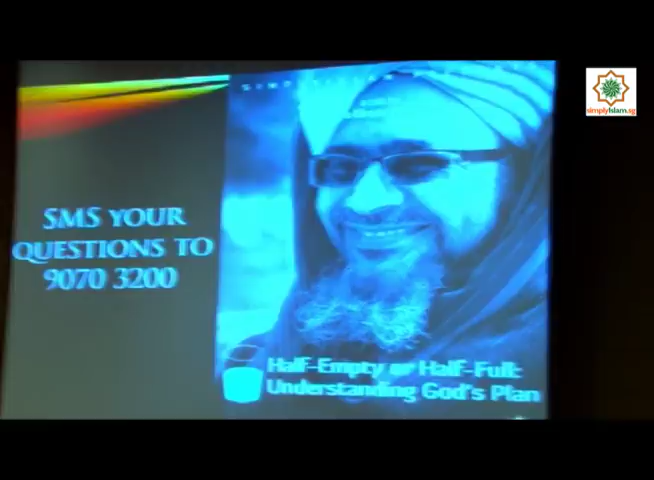 simplyIslam.sg
SMS YOUR
QUESTIONS TO
9070 3200
Half-Empty or Half-Full:
Understanding God's Plan